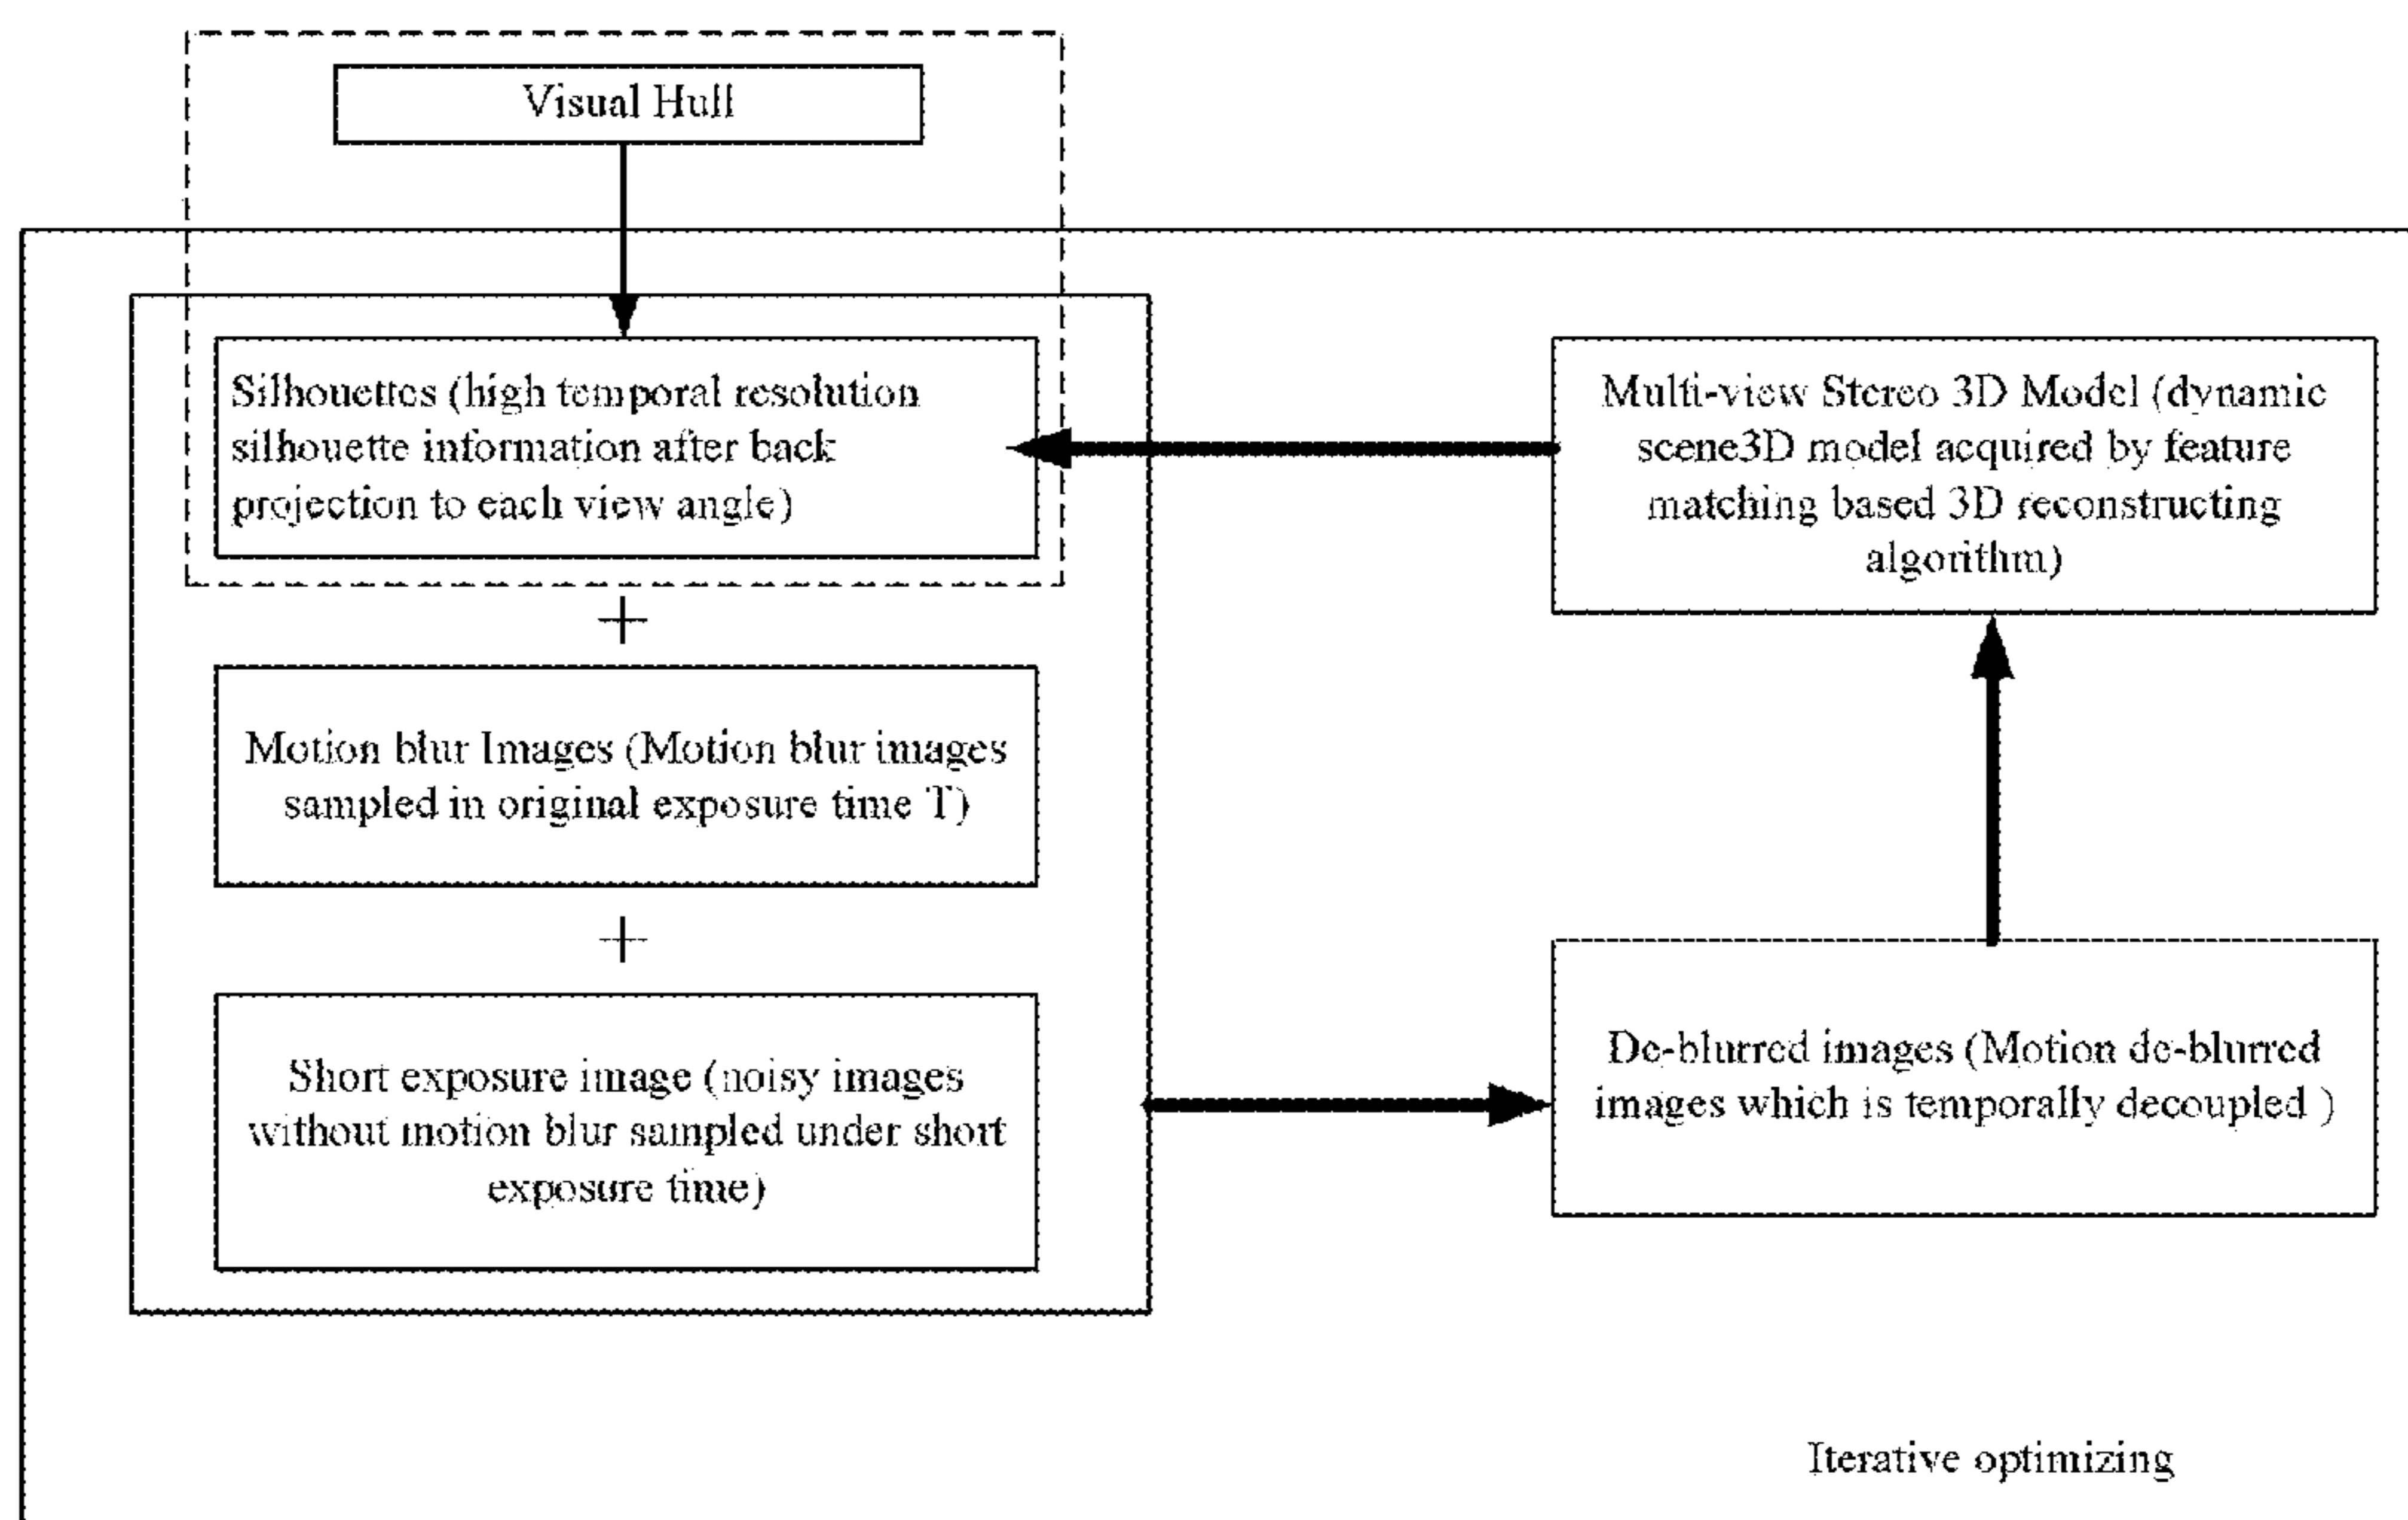 Visual Hull
Silhouettes (high temporal resolution
silhouette information after back
projection to each view angle)
+
Motion blur Images (Motion blur images
sampled in original exposure time T)
+
Short exposure image (noisy images
without motion blur sampled under short
exposure time)
Multi-view Stereo 3D Model (dynamic
scene3D model acquired by feature
matching based 3D reconstructing
algorithm)
De-blurred images (Motion de-blurred
images which is temporally decoupled )
Iterative optimizing